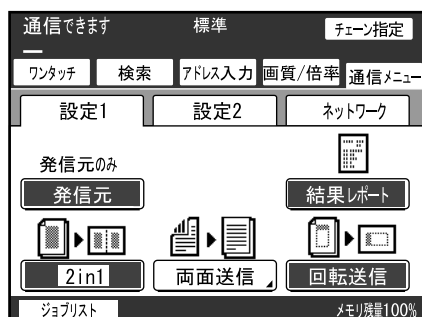 通信できます 標準 チェーン指定
ワンタッチ 検索 アドレス入力 画質/倍率 通信メニュー
設定1 設定2 ネットワーク
発信元のみ
発信元 結果レポート
2in1 両面送信 回転送信
ジョブリスト メモリ残量100%